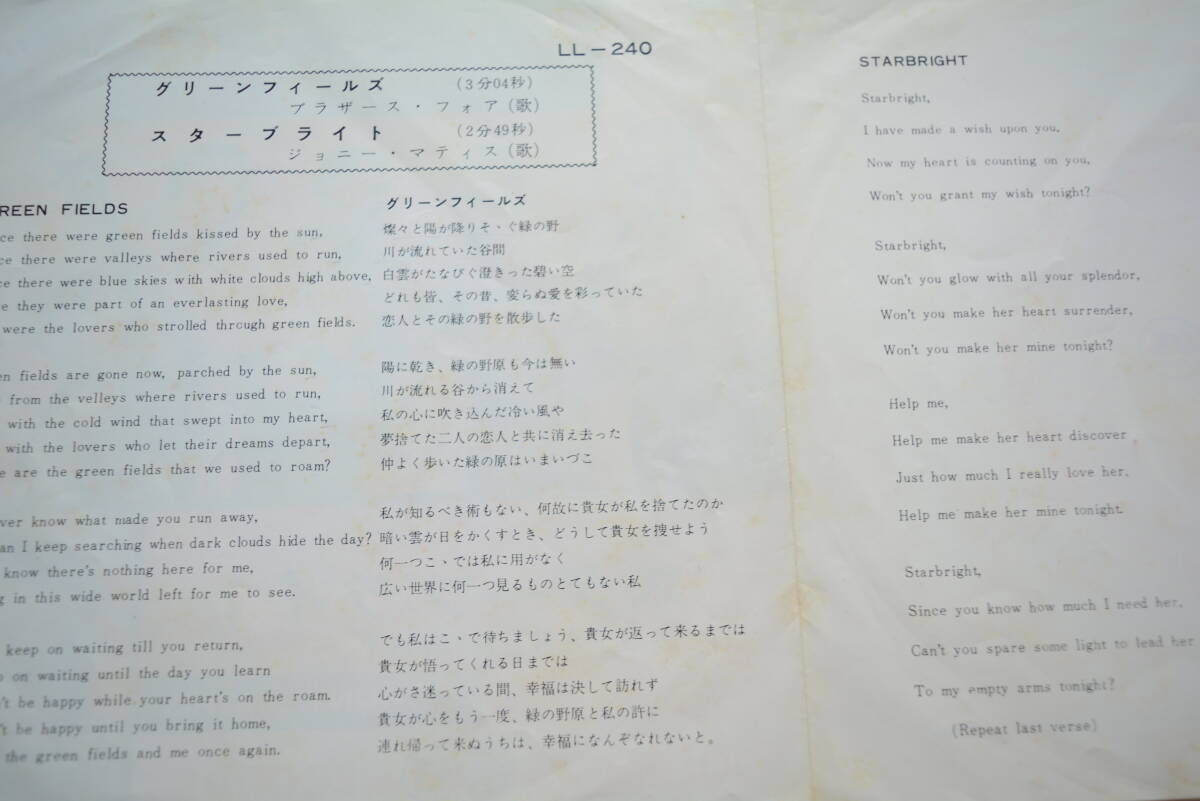 LL-240
グリーンフィールズ (3分04秒)
ブラザース・フォア(歌)
スターブライト (2分49秒)
ジョニー・マティス(歌)
REEN FIELDS
ce there were green fields kissed by the sun,
ce there were valleys where rivers used to run,
ce there were blue skies with white clouds high above,
e they were part of an everlasting love,
were the lovers who strolled through green fields.
en fields are gone now, parched by the sun,
from the velleys where rivers used to run,
with the cold wind that swept into my heart,
with the lovers who let their dreams depart,
e are the green fields that we used to roam?
ver know what made you run away,
an I keep searching when dark clouds hide the day?
know there's nothing here for me,
g in this wide world left for me to see.
keep on waiting till you return,
p on waiting until the day you learn
't be happy while your heart's on the roam.
't be happy until you bring it home,
the green fields and me once again.
グリーンフィールズ
燦々と陽が降りそゝぐ緑の野
川が流れていた谷間
白雲がたなびぐ澄きった碧い空
どれも皆、その昔、変らぬ愛を彩っていた
恋人とその緑の野を散歩した
陽に乾き、緑の野原も今は無い
川が流れる谷から消えて
私の心に吹き込んだ冷い風や
夢捨てた二人の恋人と共に消え去った
仲よく歩いた緑の原はいまいづこ
私が知るべき術もない、何故に貴女が私を捨てたのか
暗い雲が日をかくすとき、どうして貴女を捜せよう
何一つこゝでは私に用がなく
広い世界に何一つ見るものとてもない私
でも私はこゝで待ちましょう、貴女が返って来るまでは
貴女が悟ってくれる日までは
心がさ迷っている間、幸福は決して訪れず
貴女が心をもう一度、緑の野原と私の許に
連れ帰って来ぬうちは、幸福になんぞなれないと。
STARBRIGHT
Starbright,
I have made a wish upon you,
Now my heart is counting on you,
Won't you grant my wish tonight?
Starbright,
Won't you glow with all your splendor,
Won't you make her heart surrender,
Won't you make her mine tonight?
Help me,
Help me make her heart discover
Just how much I really love her,
Help me make her mine tonight.
Starbright,
Since you know how much I need her,
Can't you spare some light to lead her
To my empty arms tonight?
(Repeat last verse)